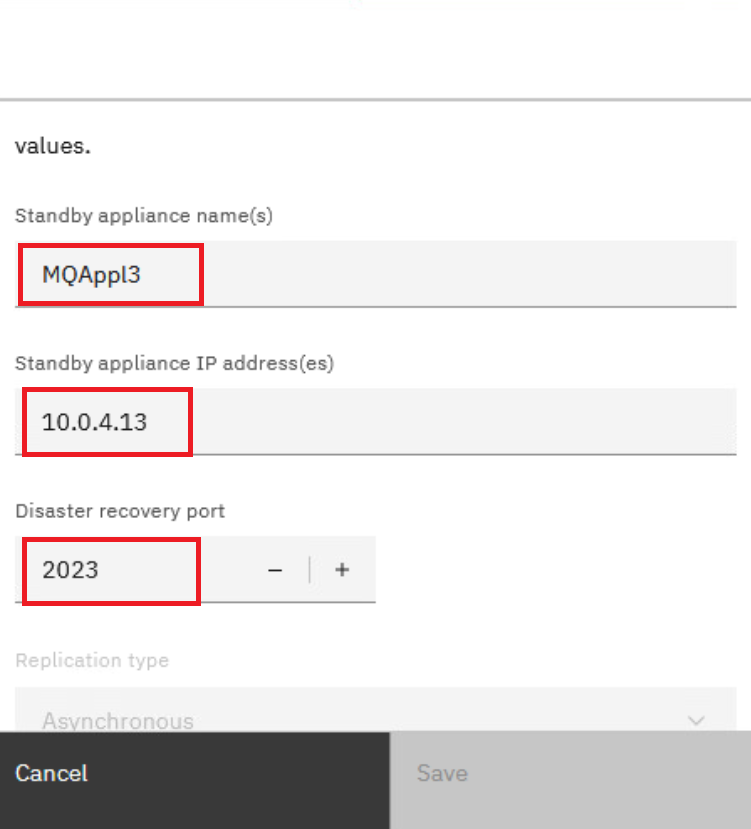 values.
Standby appliance name(s)
MQAppl3
Standby appliance IP address(es)
10.0.4.13
Disaster recovery port
2023
Replication type
Asynchronous
Cancel
Save